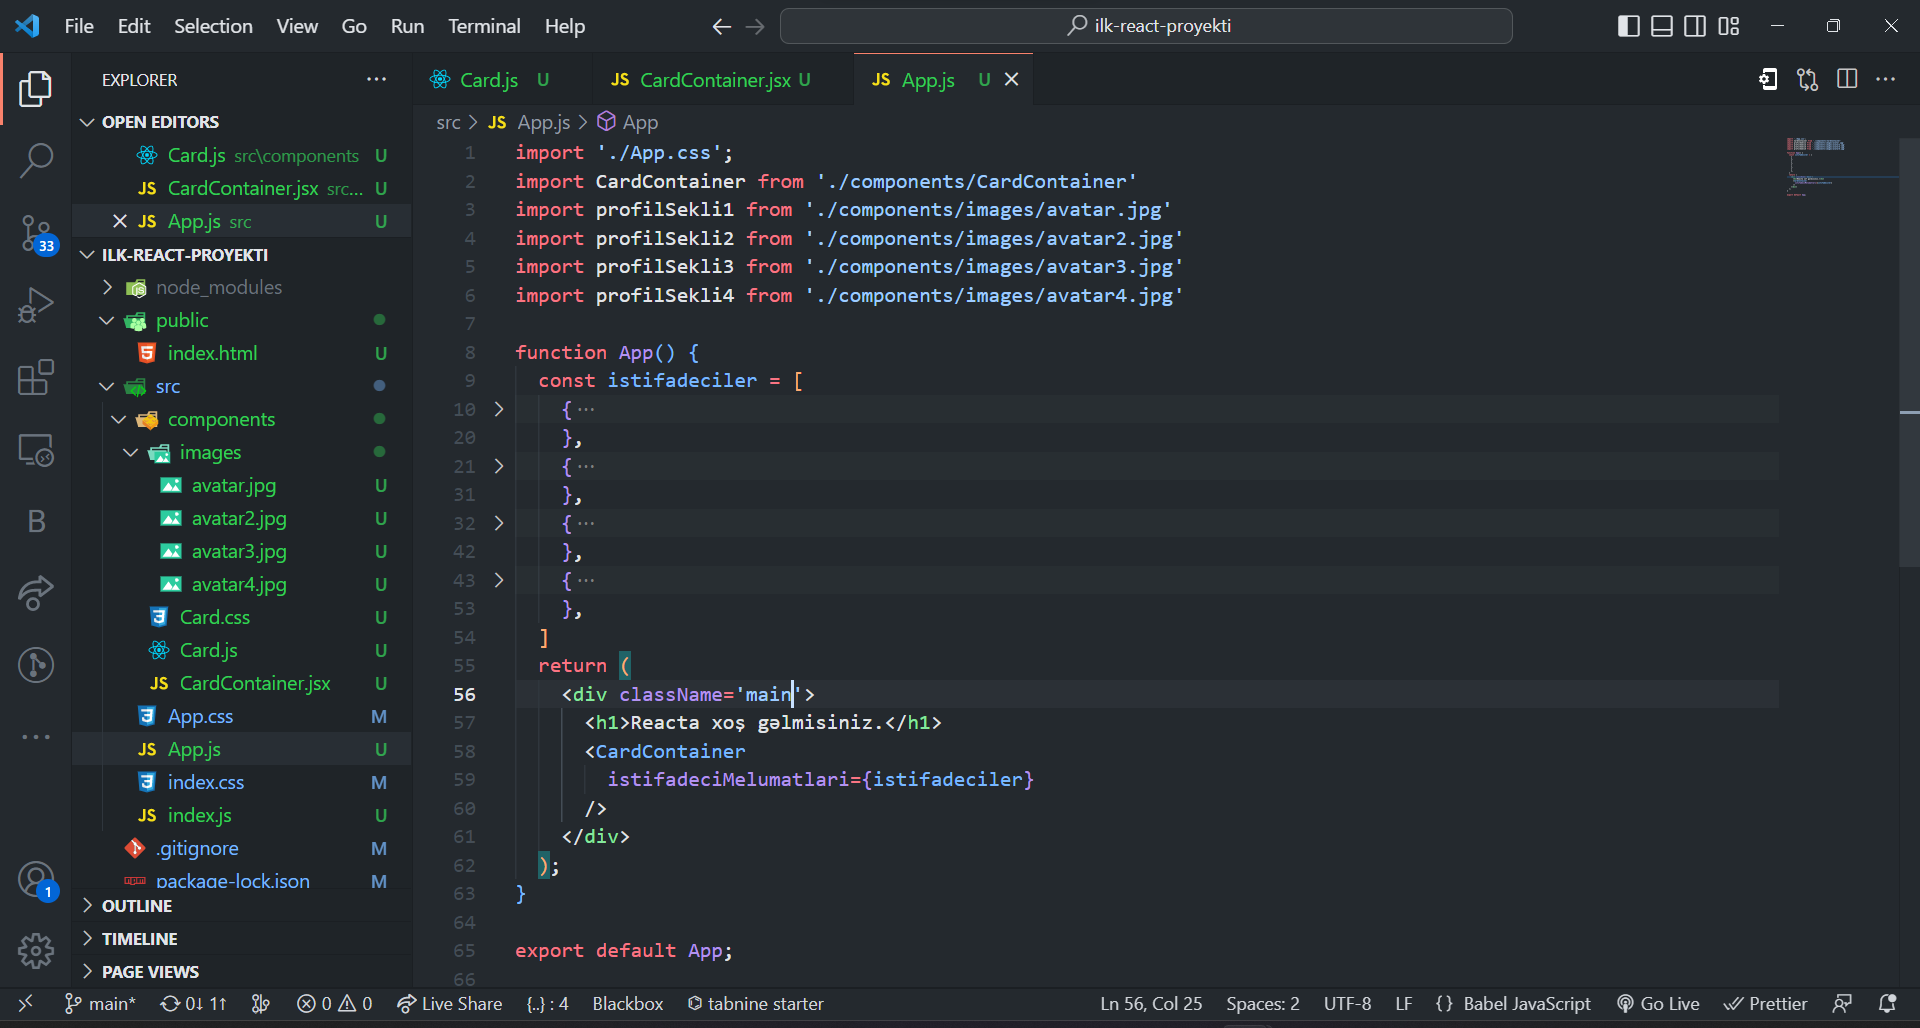 File Edit Selection View Go Run Terminal Help
ilk-react-proyekti
EXPLORER
OPEN EDITORS
Card.js src\components U
JS CardContainer.jsx src... U
JS App.js src U
ILK-REACT-PROYEKTI
node_modules
public
index.html U
src
components
images
avatar.jpg U
avatar2.jpg U
avatar3.jpg U
avatar4.jpg U
Card.css U
Card.js U
JS CardContainer.jsx U
App.css M
JS App.js U
index.css M
JS index.js U
.gitignore M
package-lock.json M
OUTLINE
TIMELINE
PAGE VIEWS
33
B
1
Card.js U
JS CardContainer.jsx U
JS App.js U
src > JS App.js > App
1 import './App.css';
2 import CardContainer from './components/CardContainer'
3 import profilSekli1 from './components/images/avatar.jpg'
4 import profilSekli2 from './components/images/avatar2.jpg'
5 import profilSekli3 from './components/images/avatar3.jpg'
6 import profilSekli4 from './components/images/avatar4.jpg'
7
8 function App() {
9 const istifadeciler = [
10 { ...
20 },
21 { ...
31 },
32 { ...
42 },
43 { ...
53 },
54 ]
55 return (
56 <div className='main'>
57 <h1>Reacta xoş gəlmisiniz.</h1>
58 <CardContainer
59 istifadeciMelumatlari={istifadeciler}
60 />
61 </div>
62 );
63 }
64
65 export default App;
66
main* 0↓ 1↑ 0 0 Live Share {..} : 4 Blackbox tabnine starter Ln 56, Col 25 Spaces: 2 UTF-8 LF {} Babel JavaScript Go Live Prettier